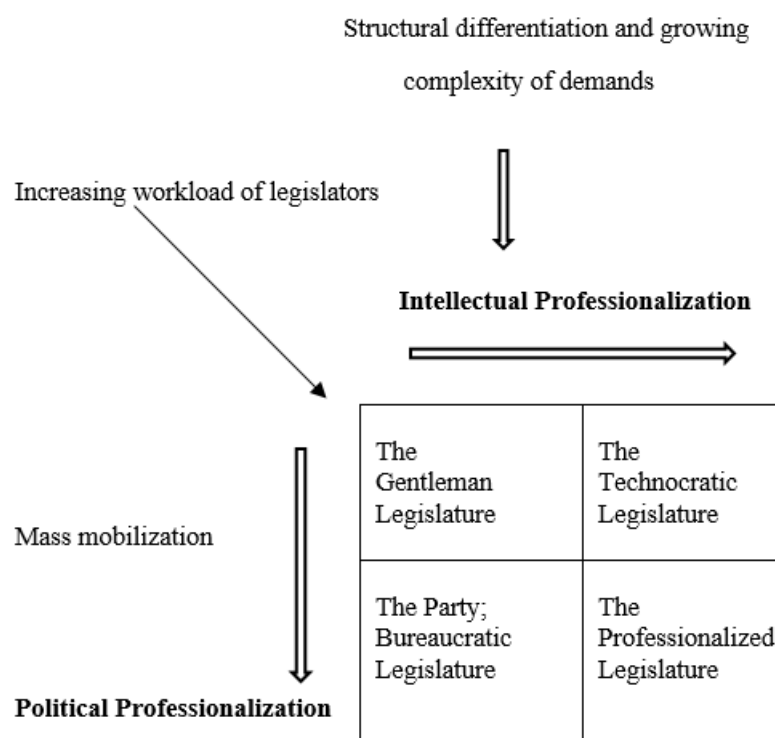 Structural differentiation and growing
complexity of demands
Increasing workload of legislators
Intellectual Professionalization
The
Gentleman
Legislature
The
Technocratic
Legislature
Mass mobilization
The Party;
Bureaucratic
Legislature
The
Professionalized
Legislature
Political Professionalization